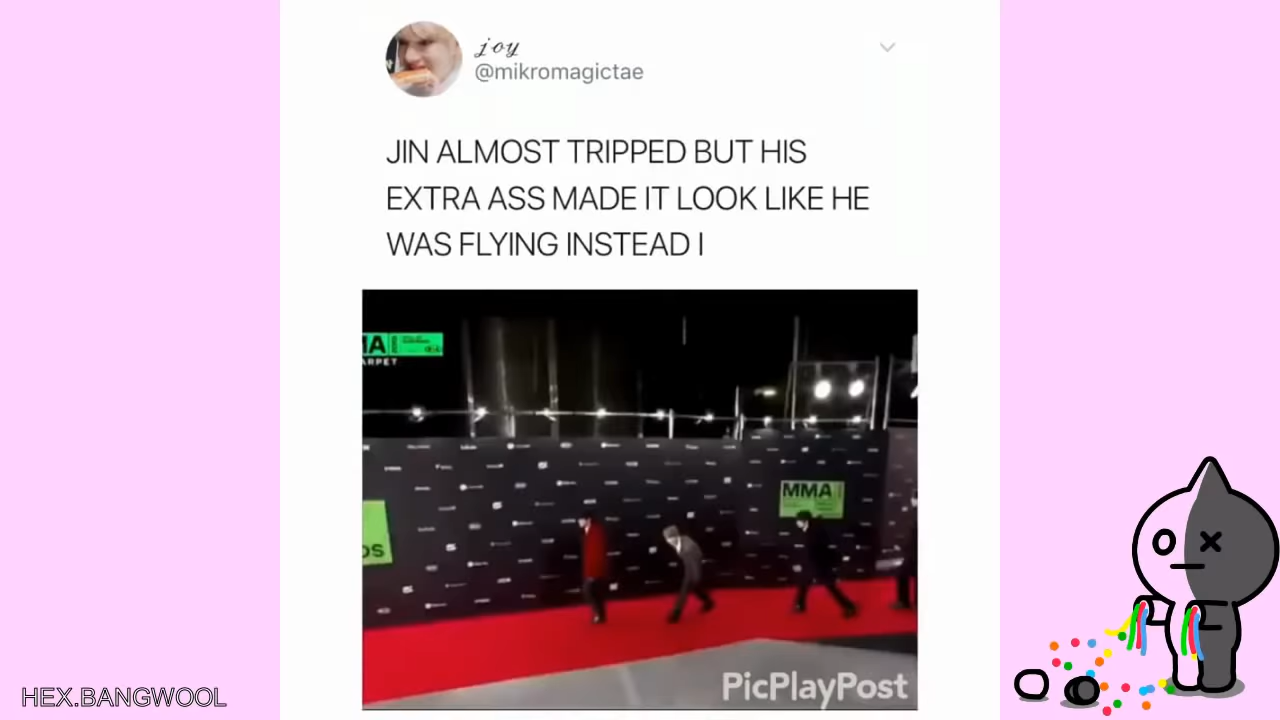 joy
@mikromagictae
JIN ALMOST TRIPPED BUT HIS
EXTRA ASS MADE IT LOOK LIKE HE
WAS FLYING INSTEAD I
MMA
PicPlayPost
HEX.BANGWOOL